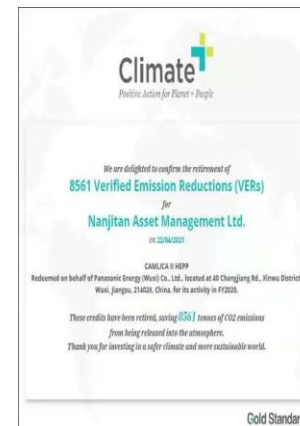 Climate+
Positive Action for Planet + People
We are delighted to confirm the retirement of
8561 Verified Emission Reductions (VERs)
for
Nanjitan Asset Management Ltd.
on 22/04/2021
CAMLICA II HEPP
Redeemed on behalf of Panasonic Energy (Wuxi) Co., Ltd., located at 40 Changjiang Rd., Xinwu District
Wuxi, Jiangsu, 214028, China, for its activity in FY2020.
These credits have been retired, saving 8561 tonnes of CO2 emissions
from being released into the atmosphere.
Thank you for investing in a safer climate and more sustainable world.
Gold Standar